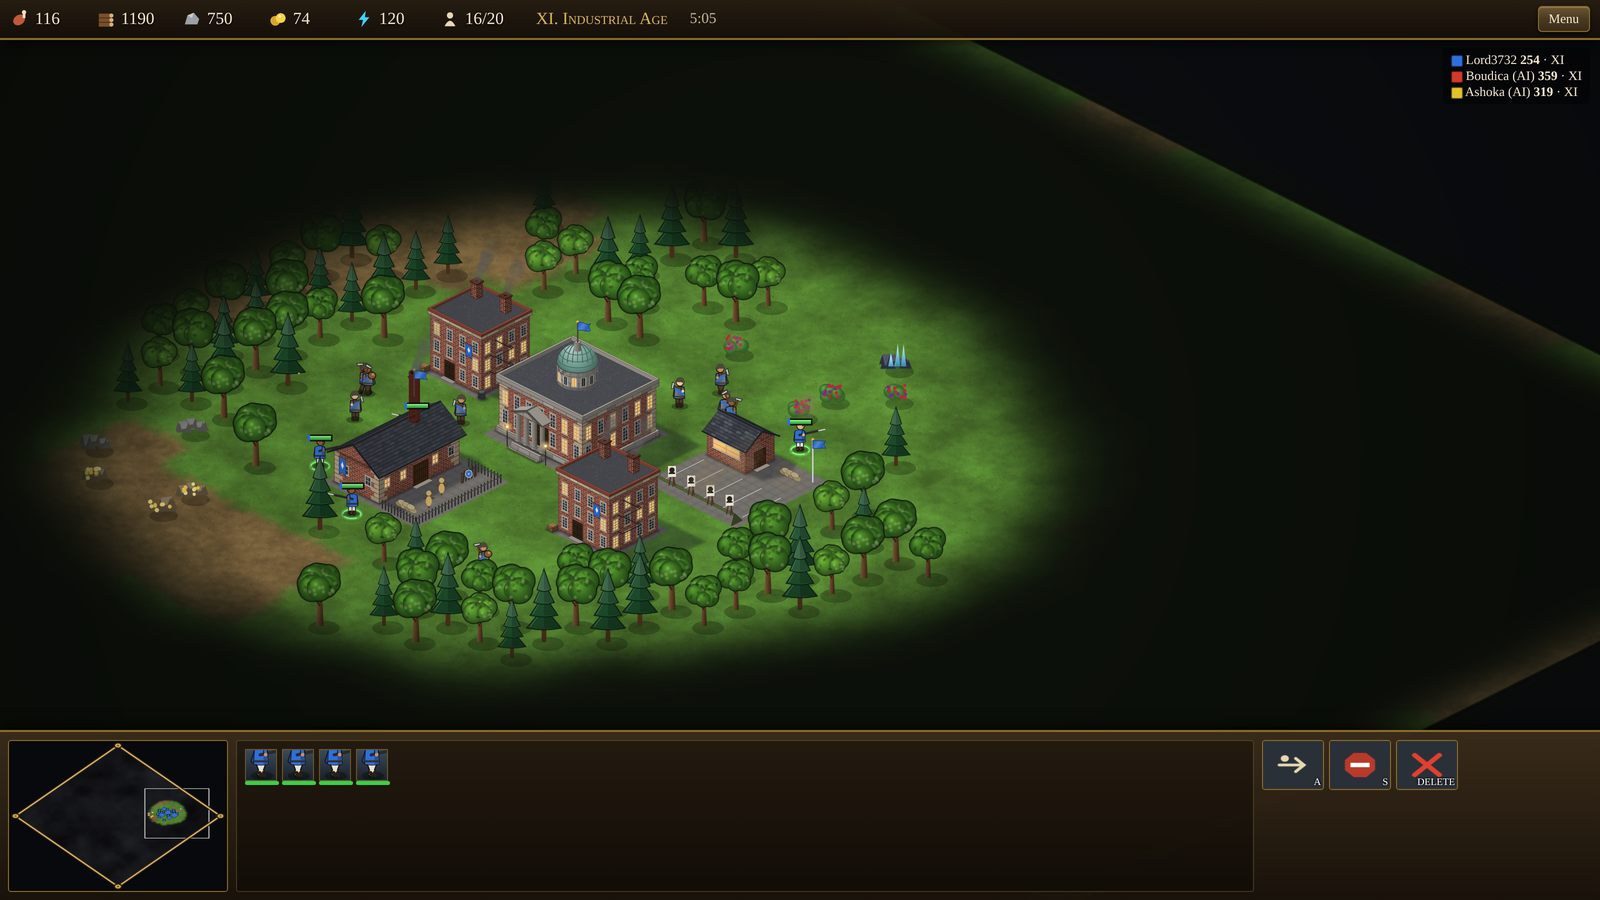 116 1190 750 74 120 16/20 XI. Industrial Age 5:05 Menu
Lord3732 254 · XI
Boudica (AI) 359 · XI
Ashoka (AI) 319 · XI
A S DELETE